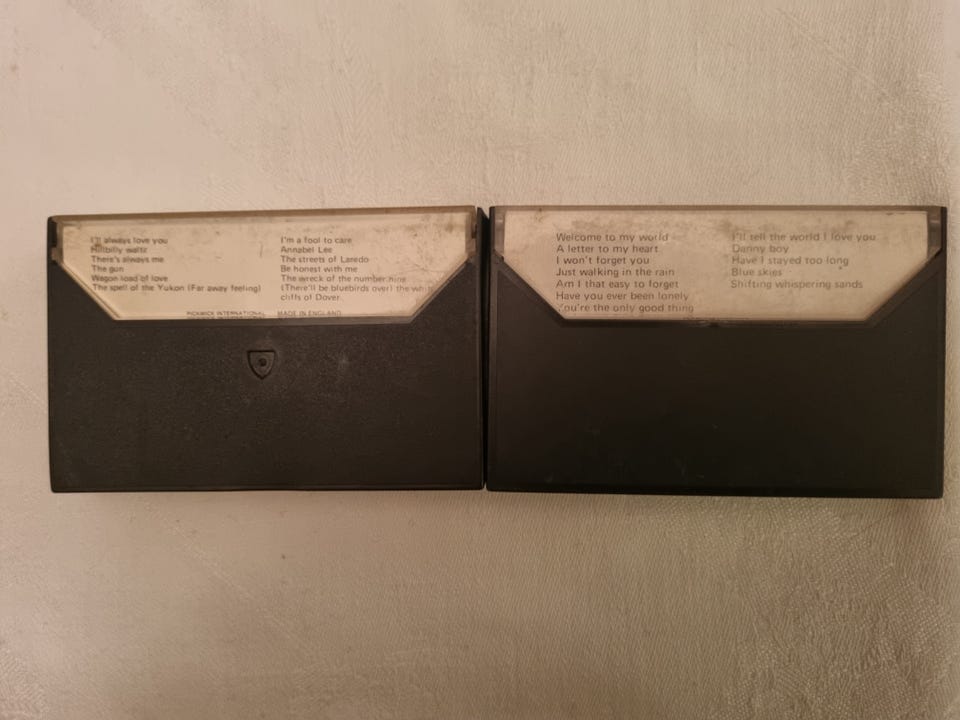 I'll always love you
Hillbilly waltz
There's always me
The gun
Wagon load of love
The spell of the Yukon (Far away feeling)
I'm a fool to care
Annabel Lee
The streets of Laredo
Be honest with me
The wreck of the number nine
(There'll be bluebirds over) the white
cliffs of Dover
PICKWICK INTERNATIONAL MADE IN ENGLAND
Welcome to my world
A letter to my heart
I won't forget you
Just walking in the rain
Am I that easy to forget
Have you ever been lonely
You're the only good thing
I'll tell the world I love you
Danny boy
Have I stayed too long
Blue skies
Shifting whispering sands